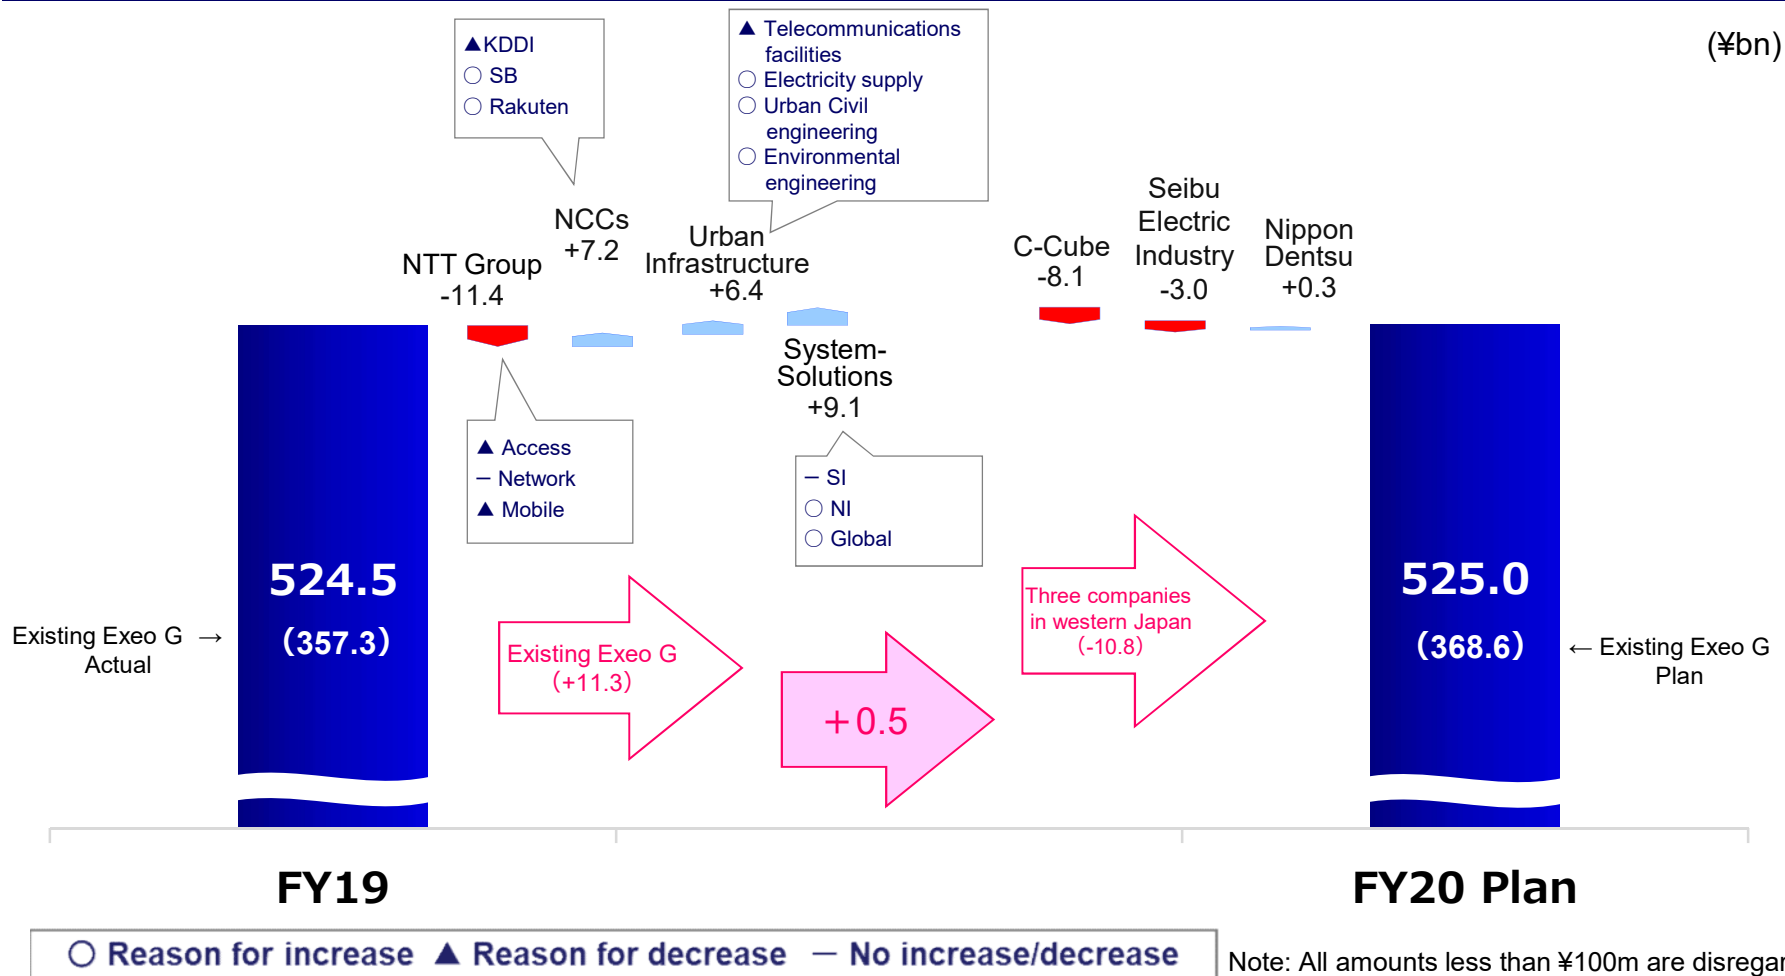 (¥bn)
▲KDDI
○ SB
○ Rakuten
▲ Telecommunications
facilities
○ Electricity supply
○ Urban Civil
engineering
○ Environmental
engineering
NTT Group
-11.4
NCCs
+7.2
Urban
Infrastructure
+6.4
System-
Solutions
+9.1
C-Cube
-8.1
Seibu
Electric
Industry
-3.0
Nippon
Dentsu
+0.3
▲ Access
− Network
▲ Mobile
− SI
○ NI
○ Global
524.5
（357.3）
Existing Exeo G →
Actual
Existing Exeo G
（+11.3）
＋0.5
Three companies
in western Japan
（-10.8）
525.0
（368.6）
← Existing Exeo G
Plan
FY19
FY20 Plan
○ Reason for increase ▲ Reason for decrease − No increase/decrease
Note: All amounts less than ¥100m are disregar